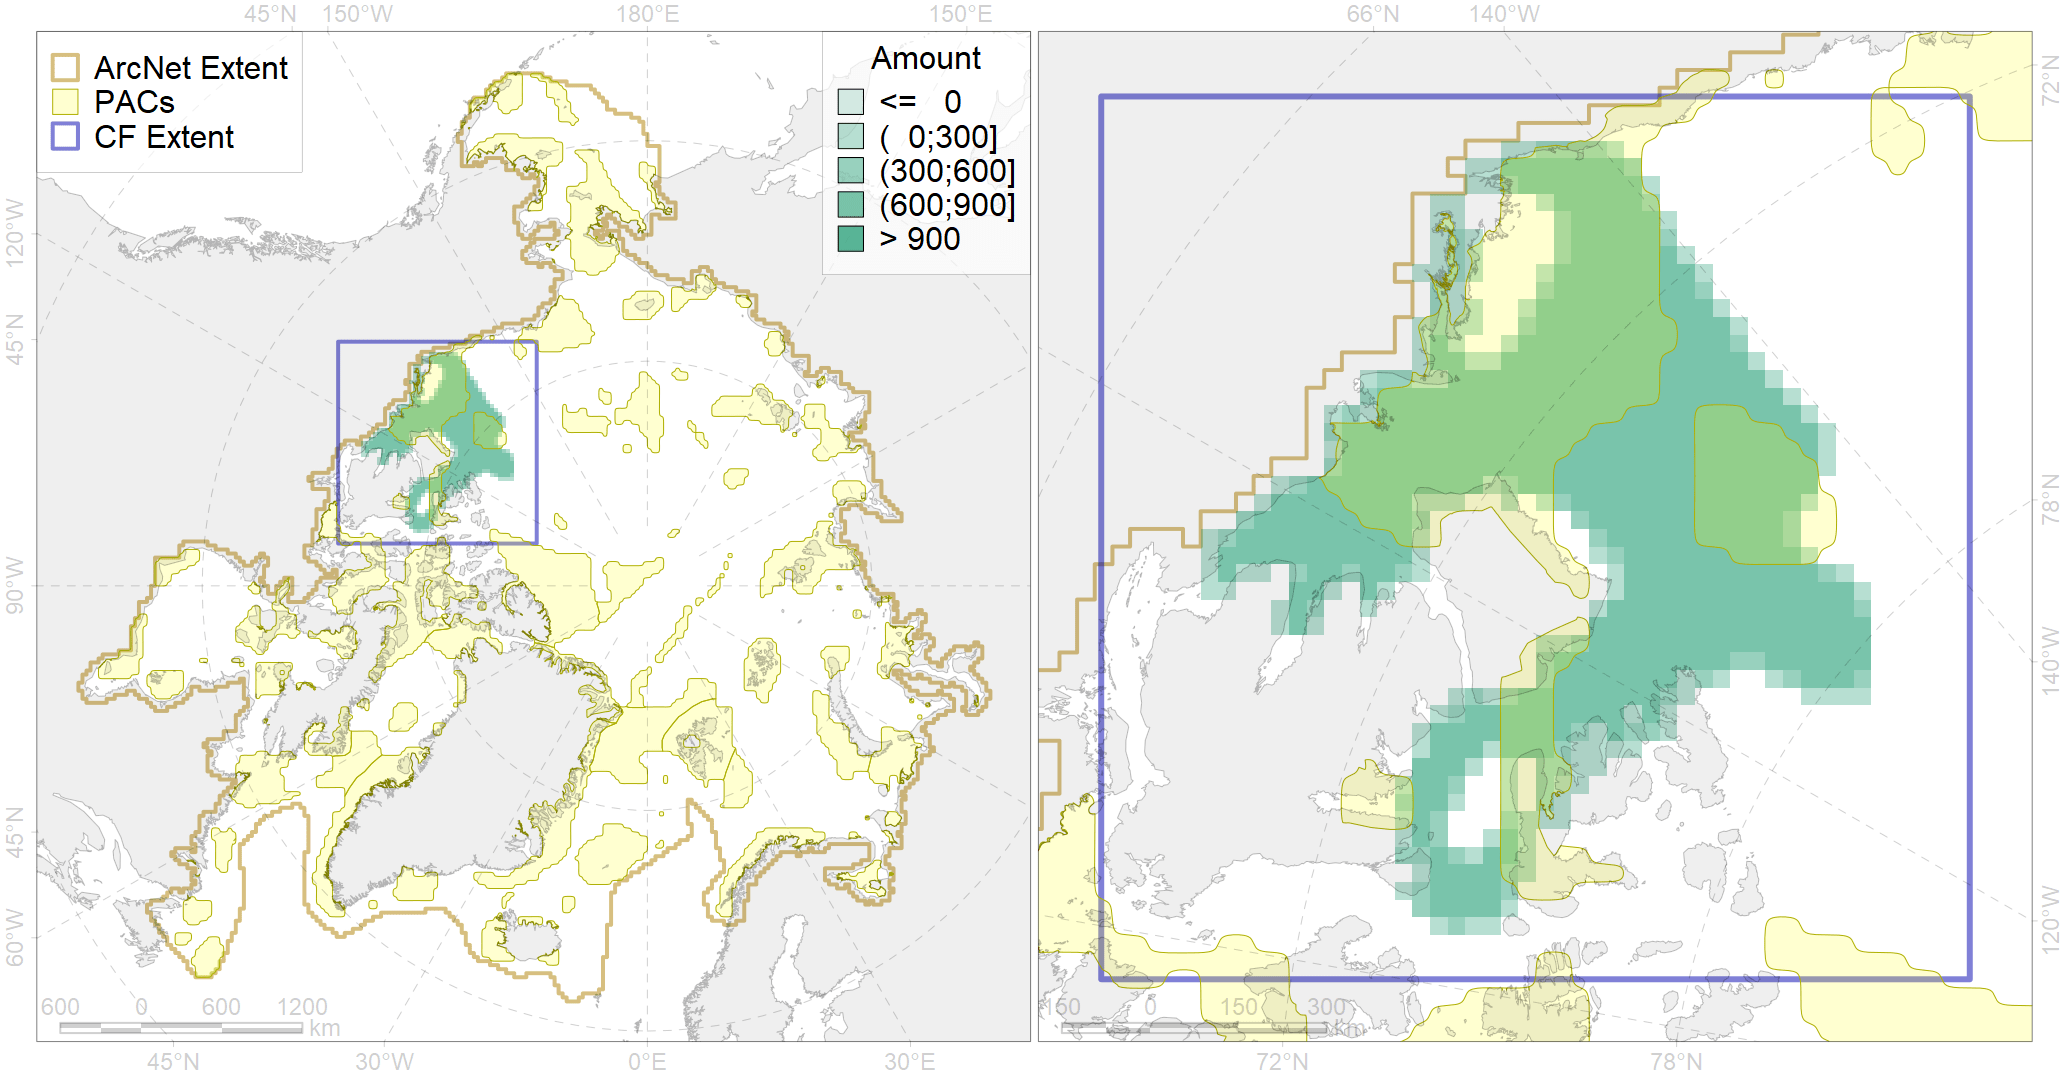 45°N 150°W 180°E 150°E 66°N 140°W
ArcNet Extent
PACs
CF Extent
Amount
<= 0
( 0;300]
(300;600]
(600;900]
> 900
120°W
45°N
90°W
45°N
60°W
72°N
78°N
140°W
120°W
600 0 600 1200
km
150 0 150 300
km
45°N 30°W 0°E 30°E 72°N 78°N